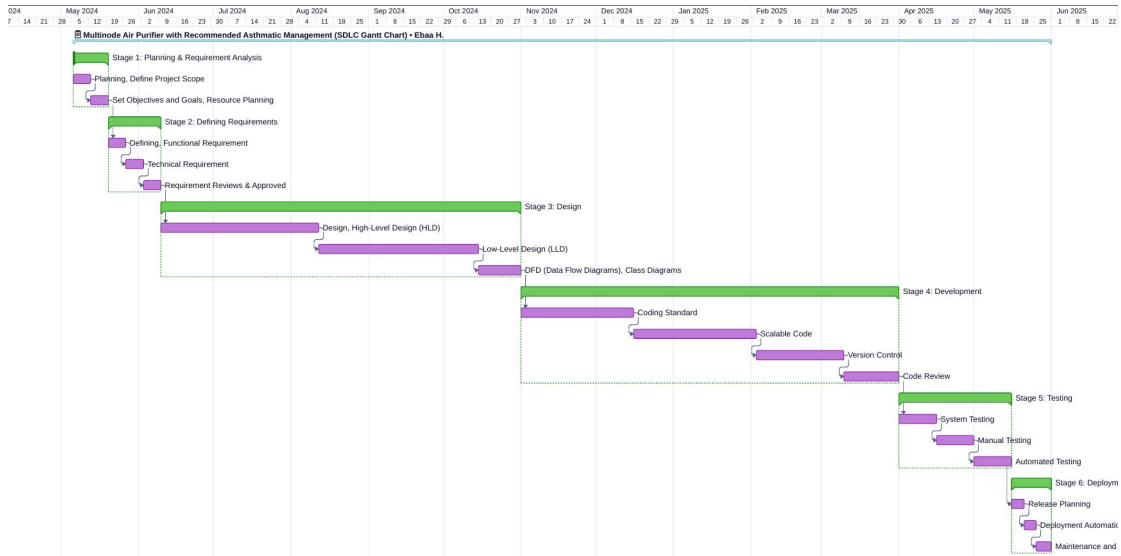 024 May 2024 Jun 2024 Jul 2024 Aug 2024 Sep 2024 Oct 2024 Nov 2024 Dec 2024 Jan 2025 Feb 2025 Mar 2025 Apr 2025 May 2025 Jun 2025
7 14 21 28 5 12 19 26 2 9 16 23 30 7 14 21 28 4 11 18 25 1 8 15 22 29 6 13 20 27 3 10 17 24 1 8 15 22 29 5 12 19 26 2 9 16 23 2 9 16 23 30 6 13 20 27 4 11 18 25 1 8 15 22
Multinode Air Purifier with Recommended Asthmatic Management (SDLC Gantt Chart) • Ebaa H.
Stage 1: Planning & Requirement Analysis
Planning, Define Project Scope
Set Objectives and Goals, Resource Planning
Stage 2: Defining Requirements
Defining, Functional Requirement
Technical Requirement
Requirement Reviews & Approved
Stage 3: Design
Design, High-Level Design (HLD)
Low-Level Design (LLD)
DFD (Data Flow Diagrams), Class Diagrams
Stage 4: Development
Coding Standard
Scalable Code
Version Control
Code Review
Stage 5: Testing
System Testing
Manual Testing
Automated Testing
Stage 6: Deploym
Release Planning
Deployment Automatic
Maintenance and